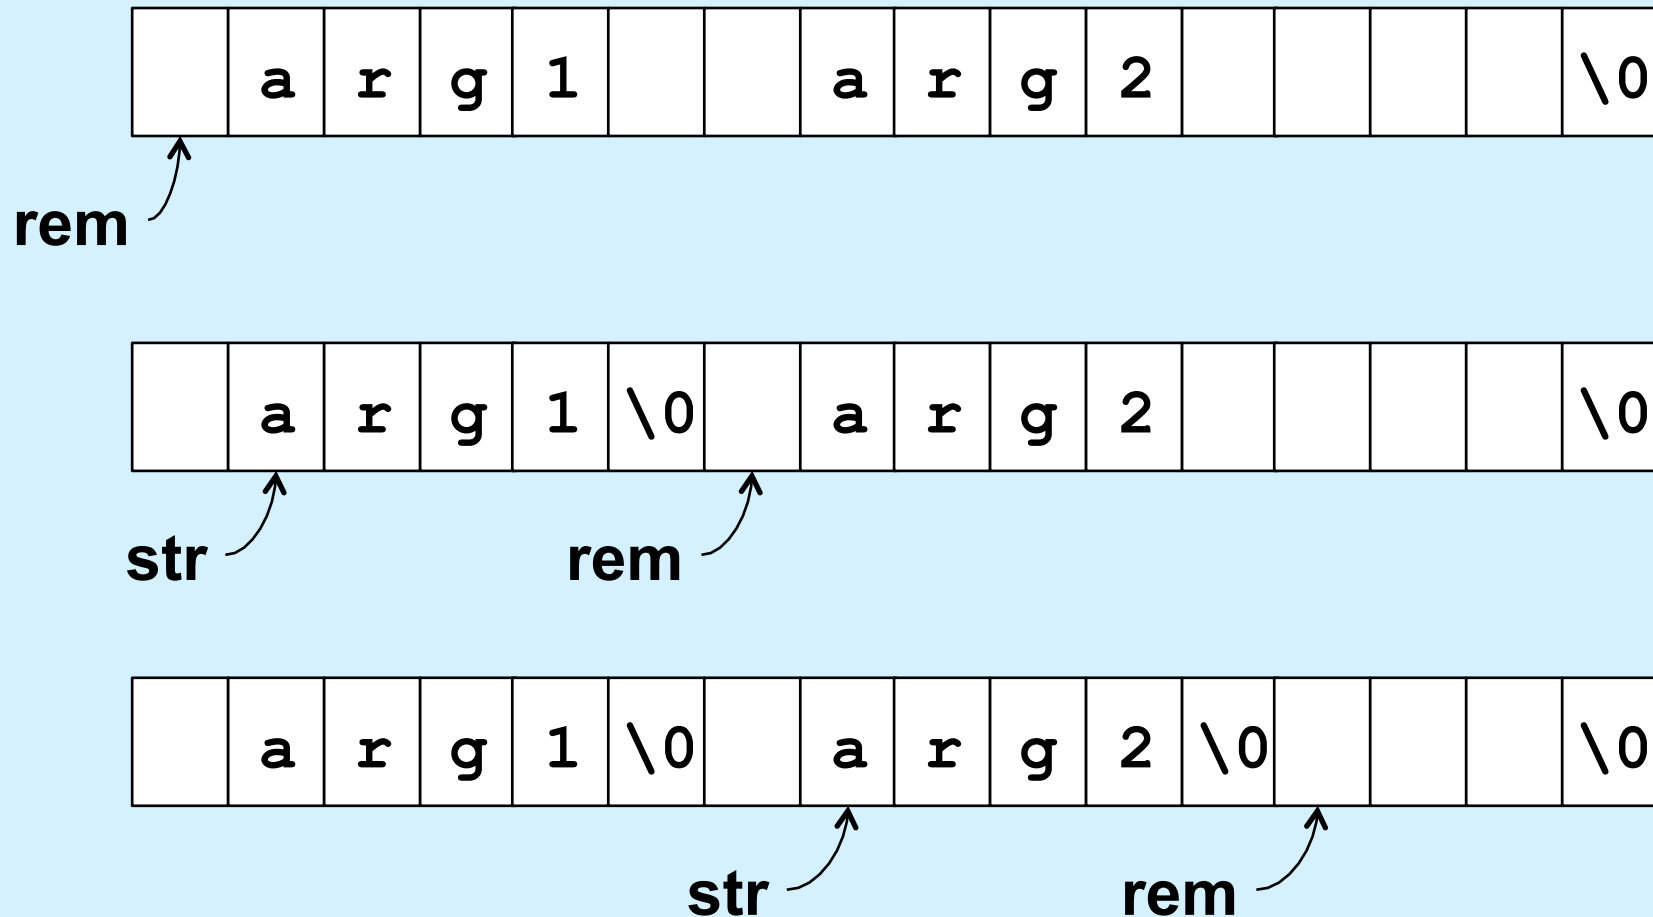 a r g 1 a r g 2 \0
rem
a r g 1 \0 a r g 2 \0
str rem
a r g 1 \0 a r g 2 \0 \0
str rem